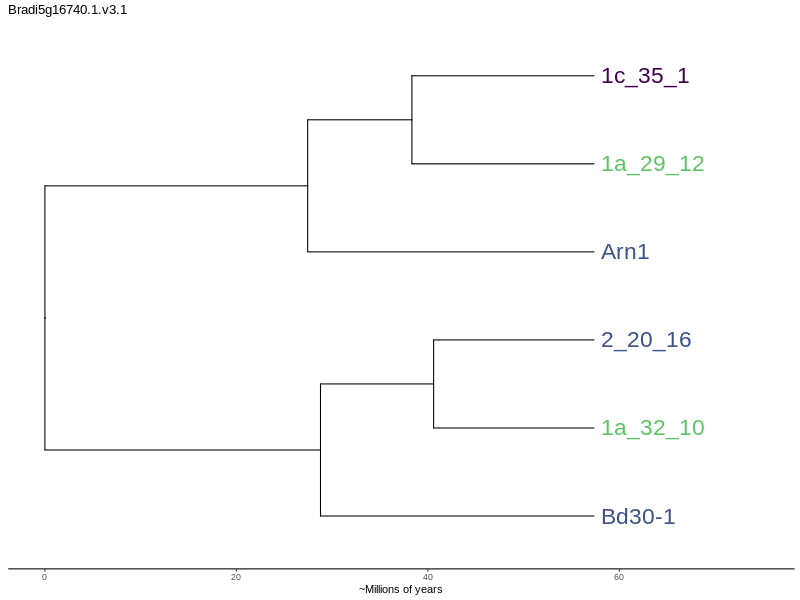 Bradi5g16740.1.v3.1
1c_35_1
1a_29_12
Arn1
2_20_16
1a_32_10
Bd30-1
0 20 40 60
~Millions of years